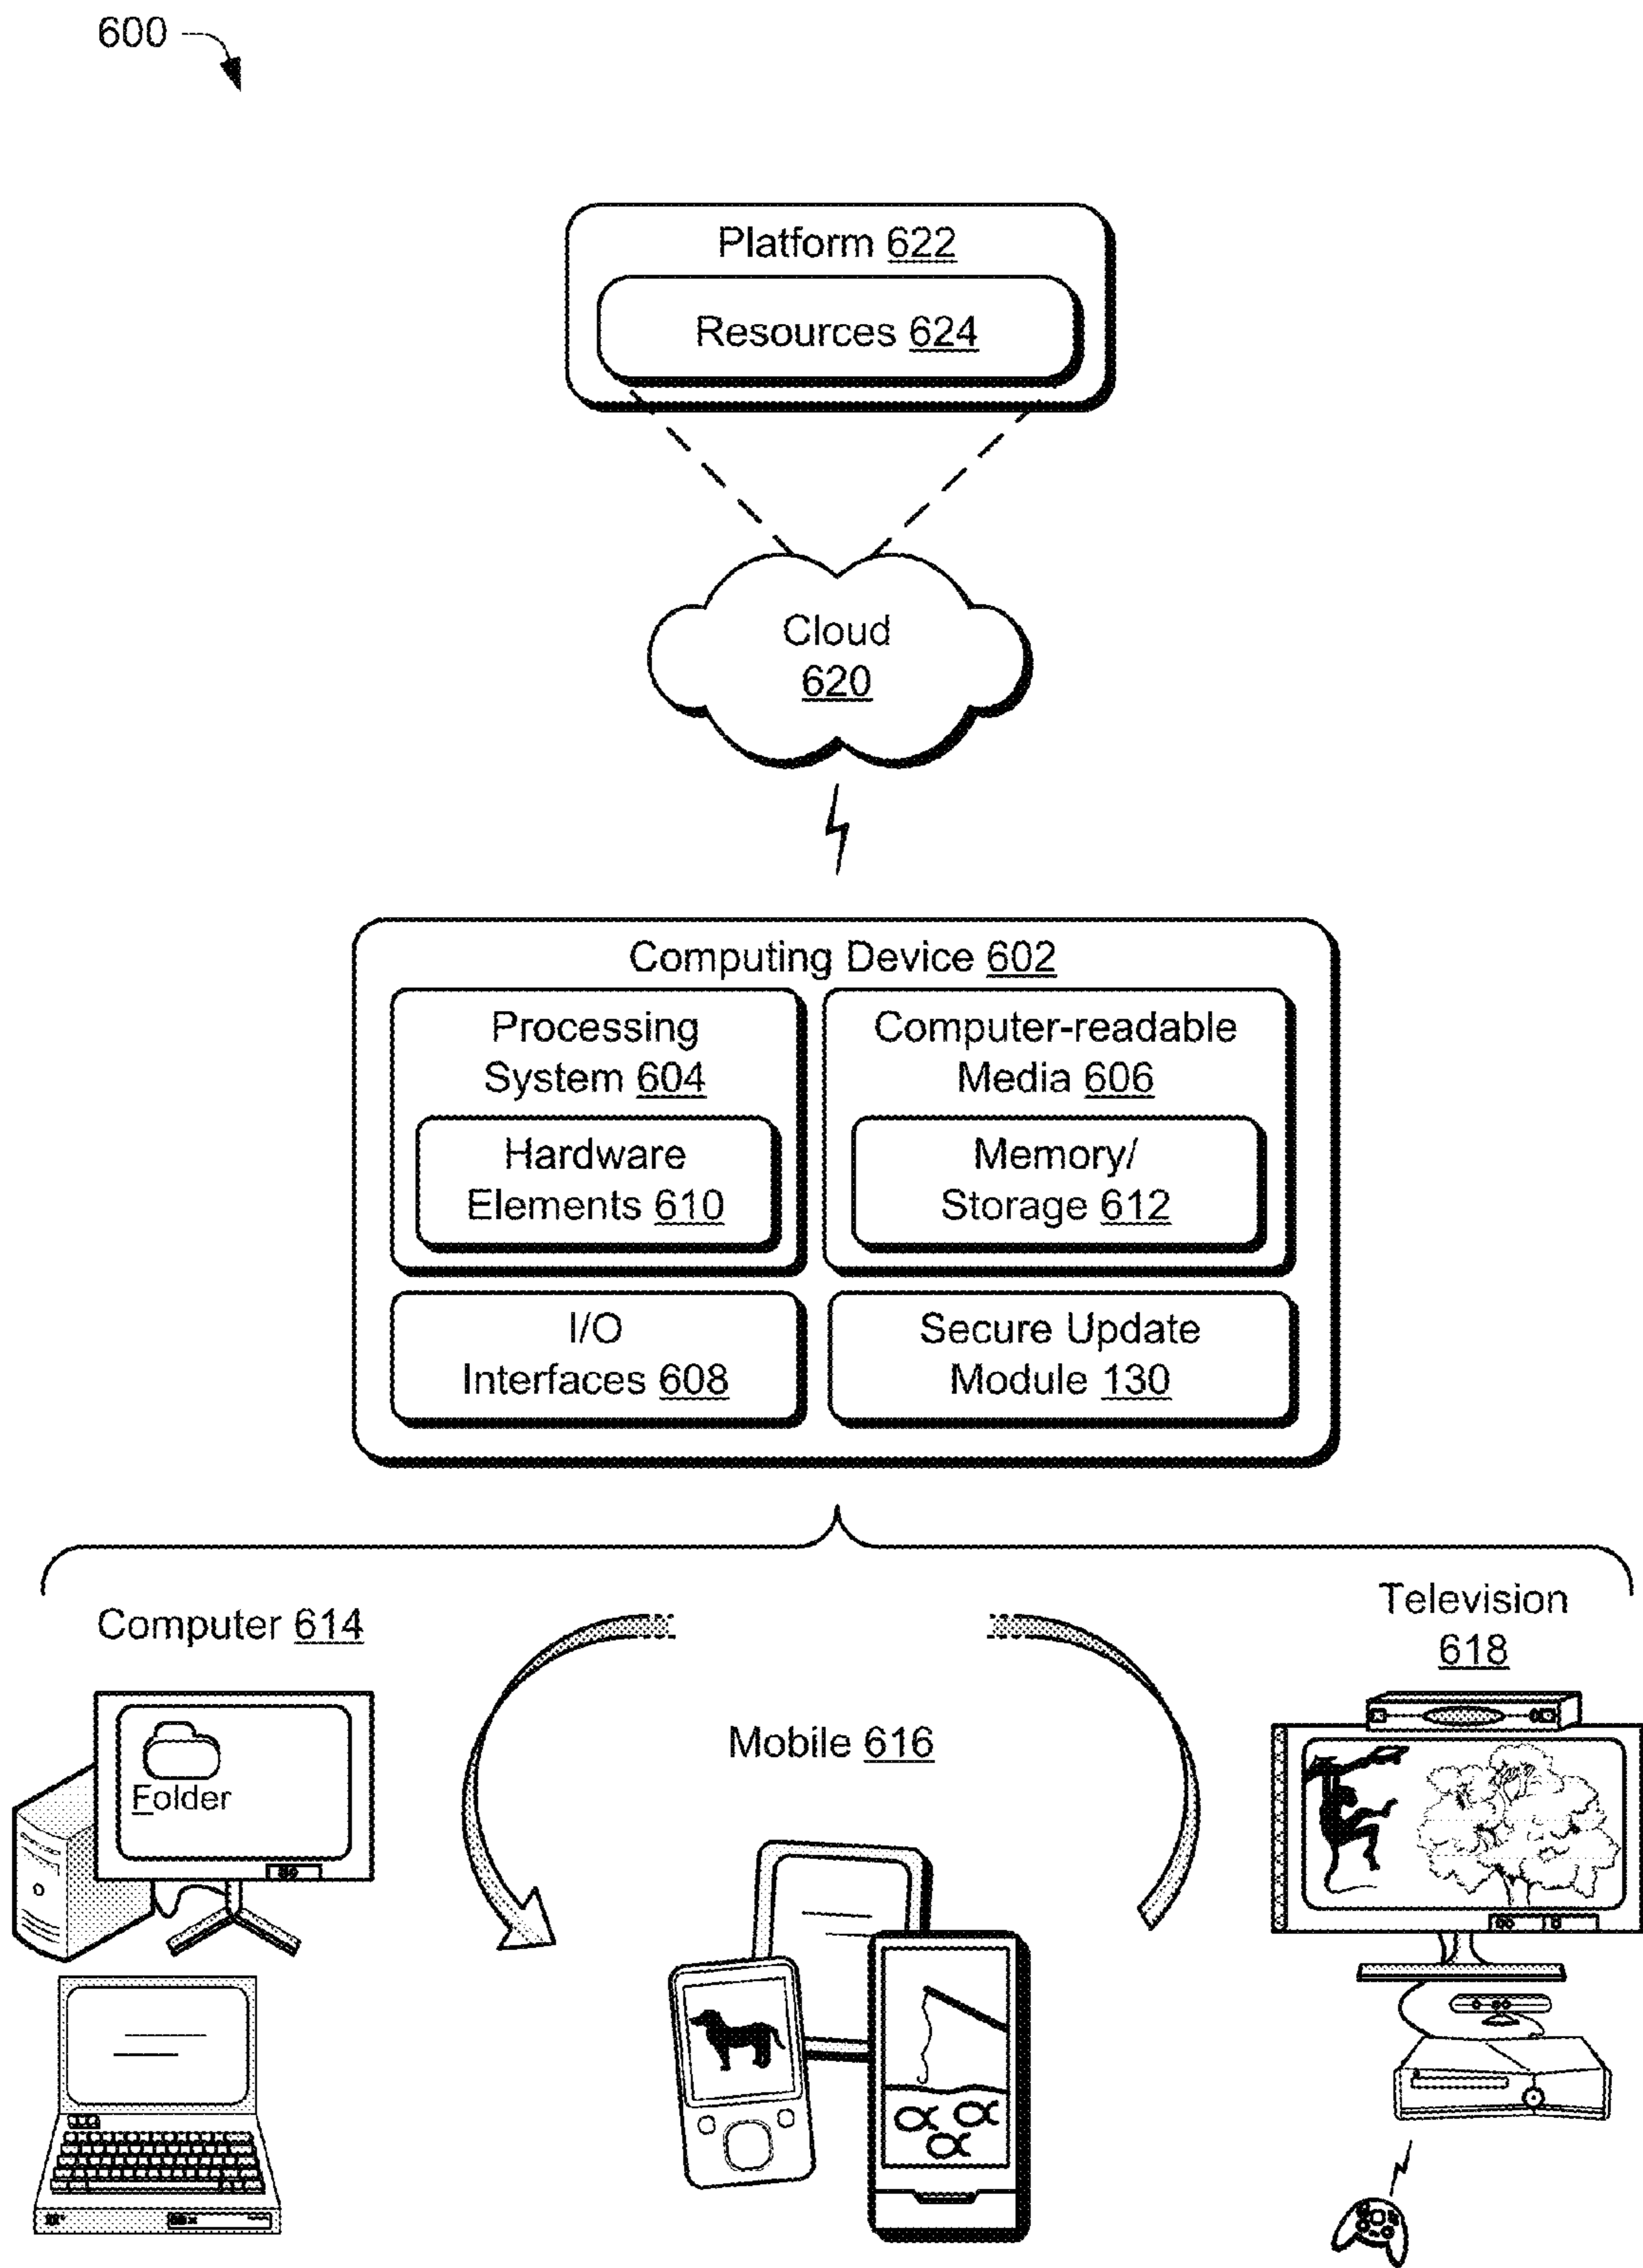 600
Platform 622
Resources 624
Cloud
620
Computing Device 602
Processing
System 604
Hardware
Elements 610
Computer-readable
Media 606
Memory/
Storage 612
I/O
Interfaces 608
Secure Update
Module 130
Computer 614
Folder
Mobile 616
Television
618